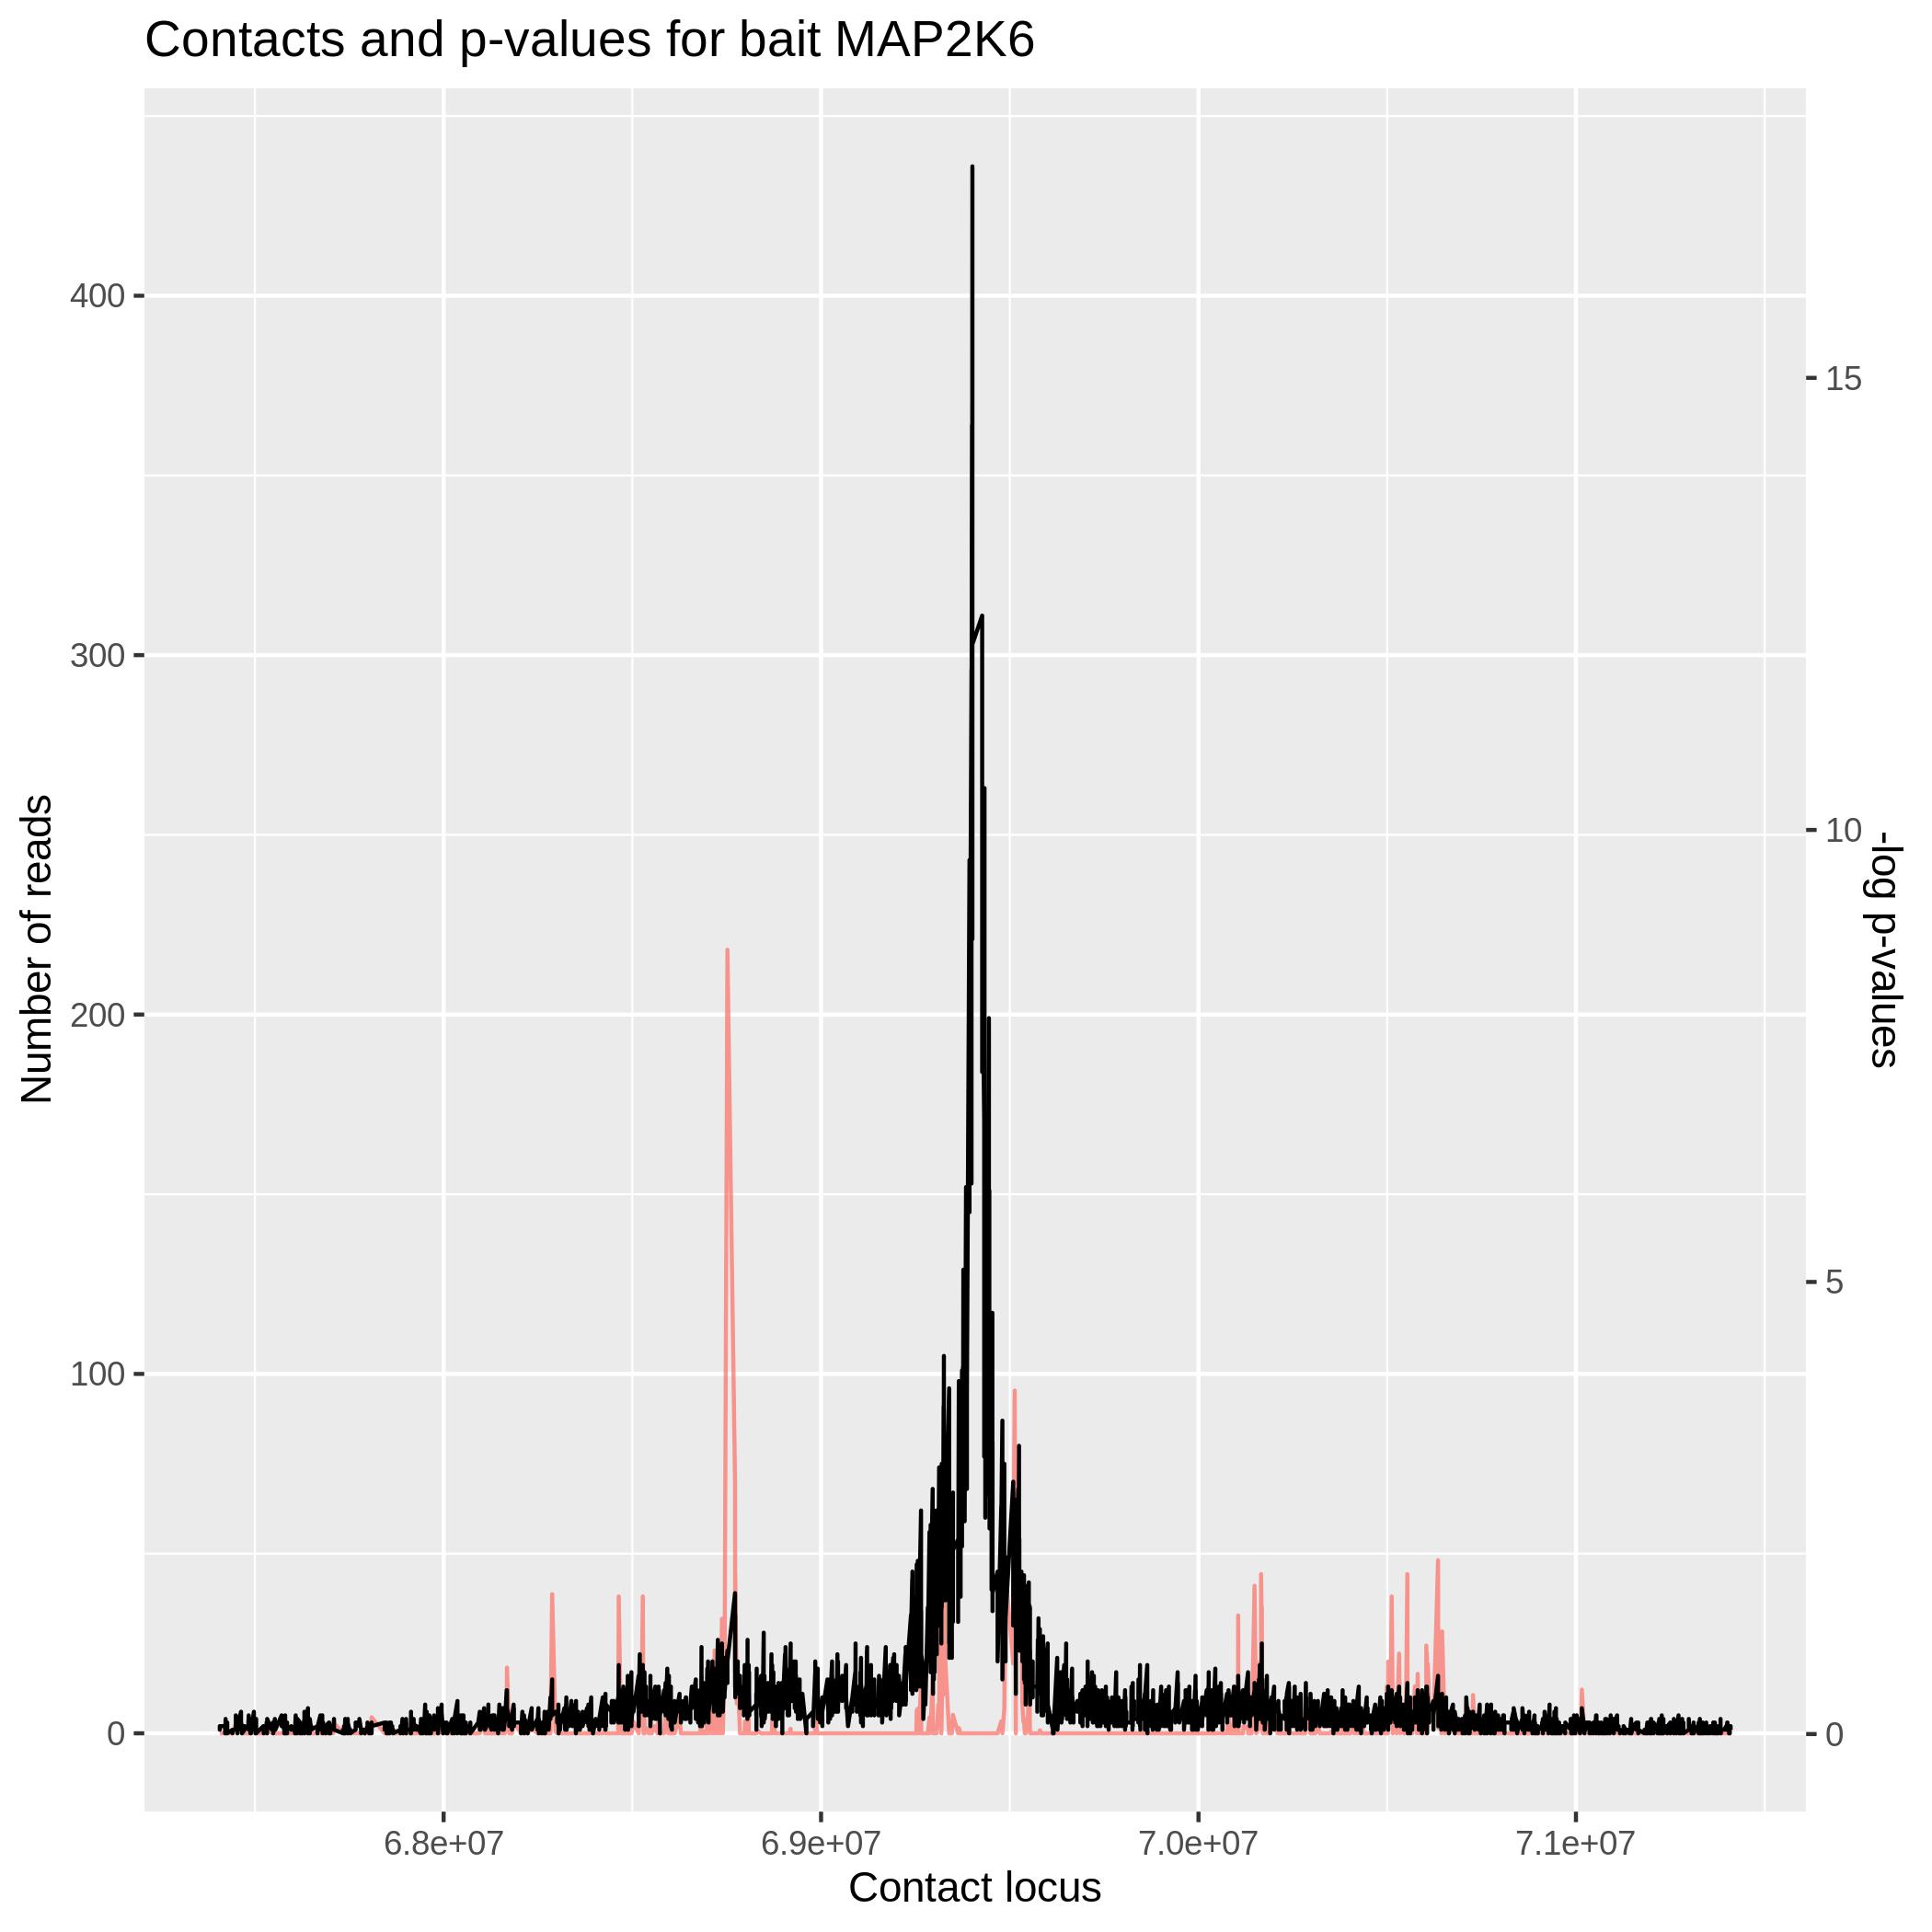 Contacts and p-values for bait MAP2K6
Number of reads
400
300
200
100
0
15
10
5
0
-log p-values
6.8e+07 6.9e+07 7.0e+07 7.1e+07
Contact locus